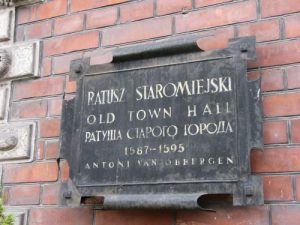 RATUSZ STAROMIEJSKI
OLD TOWN HALL
РАТУША СТАРОГО ГОРОДА
1587-1595
ANTONI VAN OBBERGEN